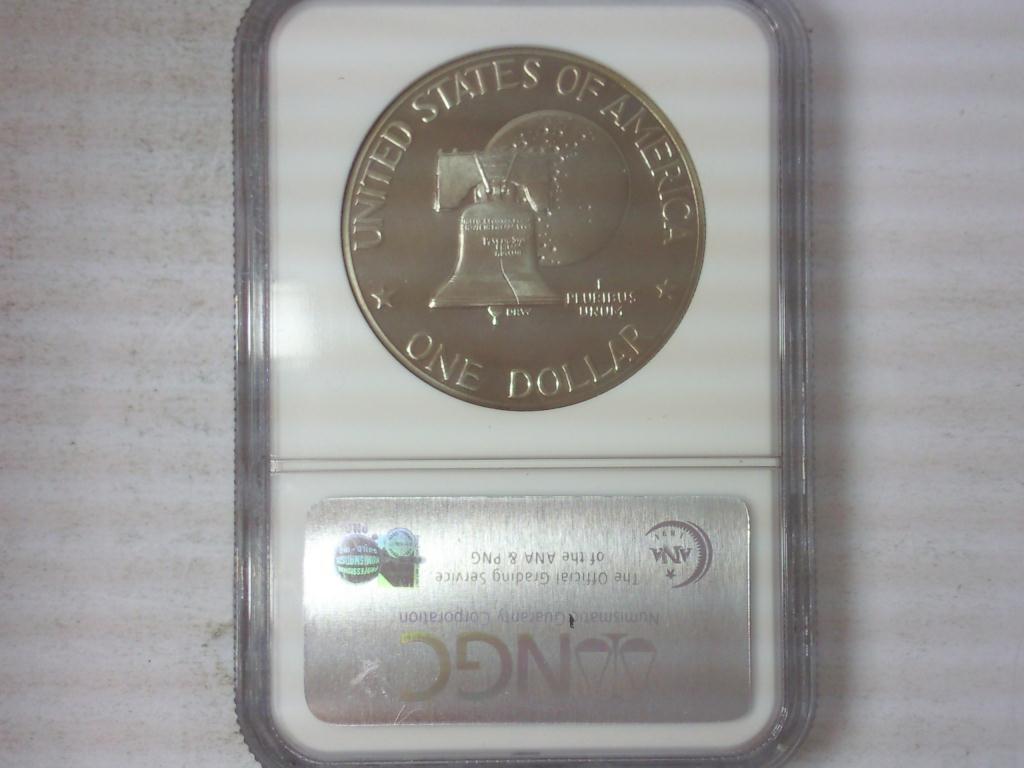 UNITED STATES OF AMERICA
PLURIBUS
UNUM
ONE DOLLAR
NGC
Numismatic Guaranty Corporation
The Official Grading Service
of the ANA & PNG
ANA